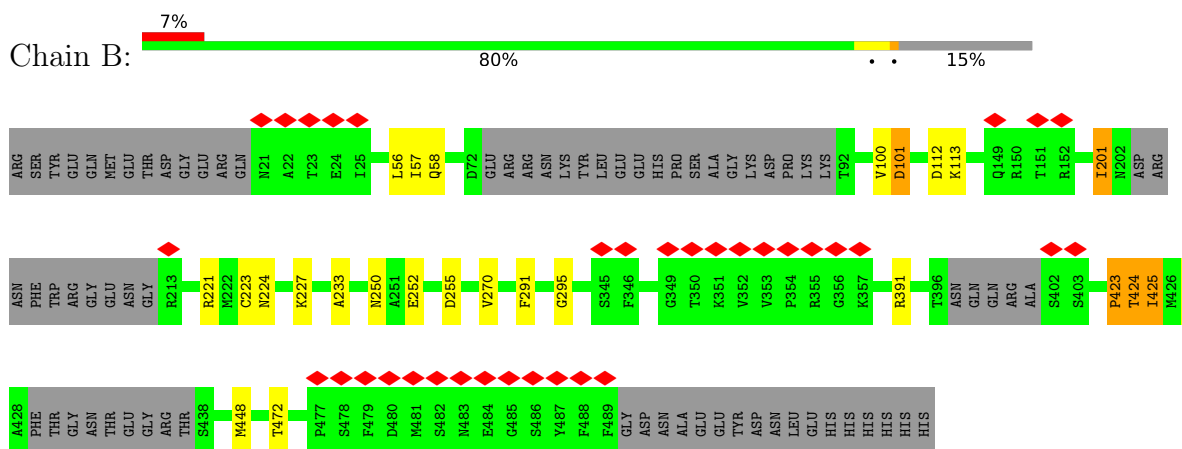 7%
Chain B:
80% • • 15%
ARG SER TYR GLU GLN MET GLU THR ASP GLY GLU ARG GLN N21 A22 T23 E24 I25 L56 I57 Q58 D72 GLU ARG ARG ASN LYS TYR LEU GLU GLU HIS PRO SER ALA GLY LYS ASP PRO LYS LYS T92 V100 D101 D112 K113 Q149 R150 T151 R152 I201 N202 ASP ARG
ASN PHE TRP ARG GLY GLU ASN GLY R213 R221 M222 C223 N224 K227 A233 N250 A251 E252 D255 V270 F291 G295 S345 F346 G349 T350 K351 V352 V353 F354 R355 G356 K357 R391 T396 ASN GLN GLN ARG ALA S402 S403 P423 T424 I425 M426
A428 PHE THR GLY ASN THR GLU GLY ARG THR S438 M448 T472 P477 S478 F479 D480 M481 S482 N483 E484 G485 S486 Y487 F488 F489 GLY ASP ASN ALA GLU GLU TYR ASP ASN LEU GLU HIS HIS HIS HIS HIS HIS